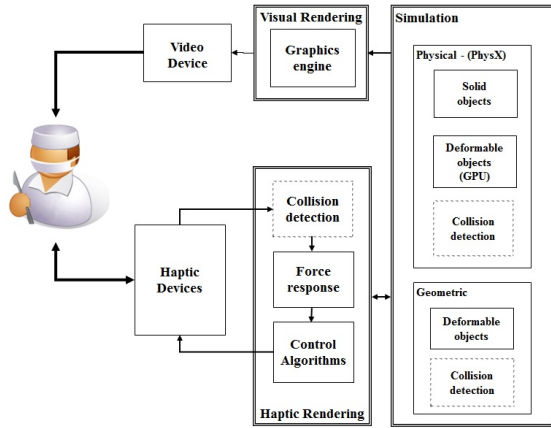 Visual Rendering
Graphics
engine
Video
Device
Simulation
Physical - (PhysX)
Solid
objects
Deformable
objects
(GPU)
Collision
detection
Geometric
Deformable
objects
Collision
detection
Haptic
Devices
Collision
detection
Force
response
Control
Algorithms
Haptic Rendering